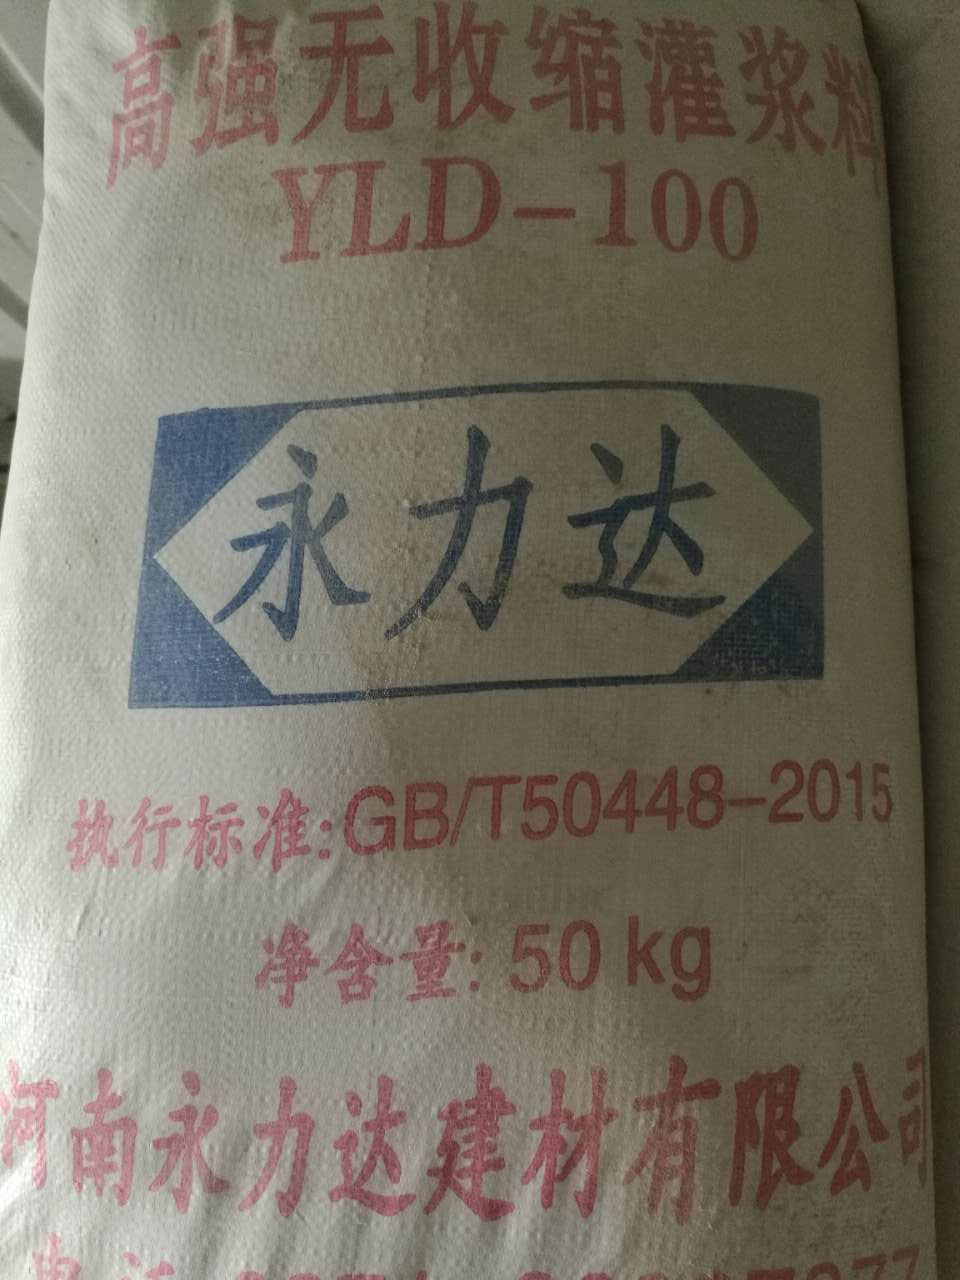 高强无收缩灌浆料
YLD-100
永力达
执行标准:GB/T50448-2015
净含量: 50kg
河南永力达建材有限公司